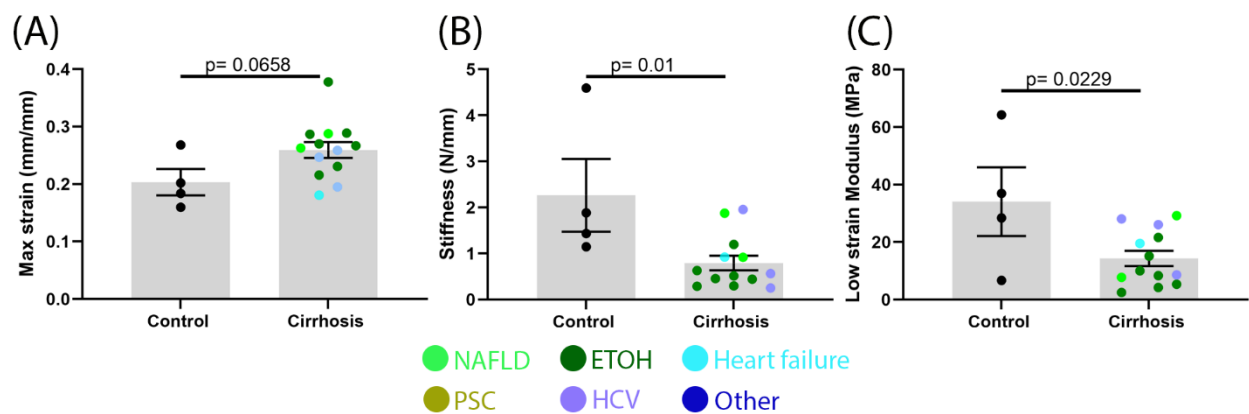 (A)
p= 0.0658
Max strain (mm/mm)
0.4
0.3
0.2
0.1
0.0
Control Cirrhosis
(B)
p= 0.01
Stiffness (N/mm)
5
4
3
2
1
0
Control Cirrhosis
(C)
p= 0.0229
Low strain Modulus (MPa)
80
60
40
20
0
Control Cirrhosis
NAFLD ETOH Heart failure
PSC HCV Other